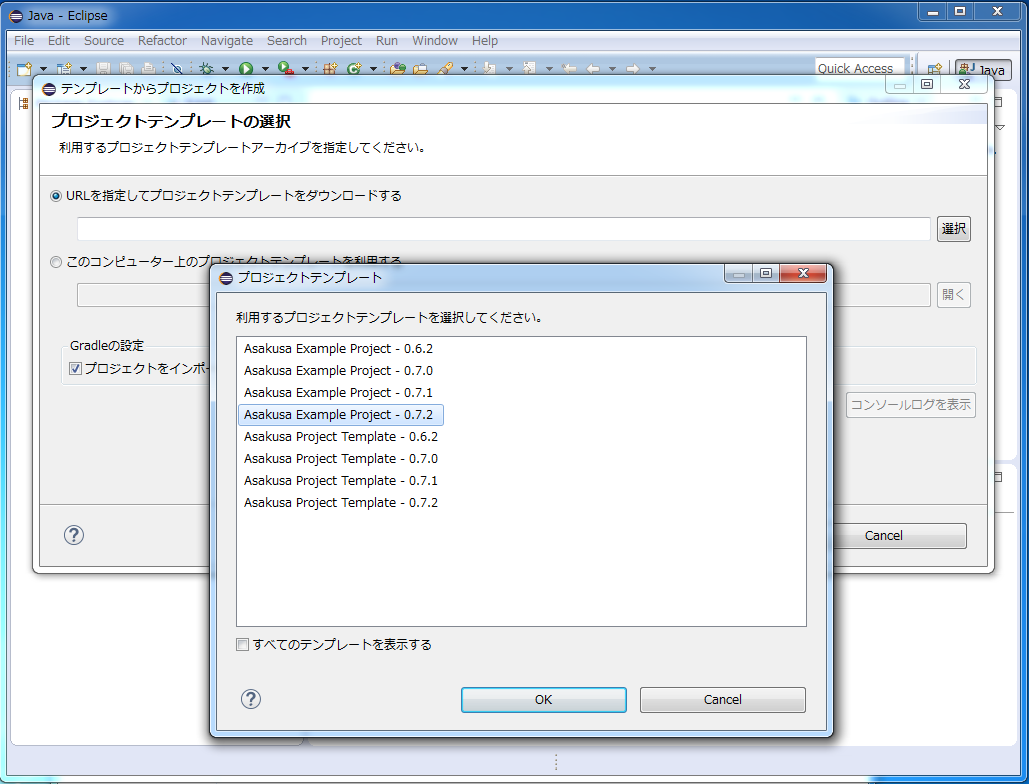 Java - Eclipse
File Edit Source Refactor Navigate Search Project Run Window Help
Quick Access
Java
テンプレートからプロジェクトを作成
プロジェクトテンプレートの選択
利用するプロジェクトテンプレートアーカイブを指定してください。
URLを指定してプロジェクトテンプレートをダウンロードする
選択
このコンピューター上のプロジェクトテンプレートを利用する
開く
Gradleの設定
プロジェクトをインポー
コンソールログを表示
Cancel
プロジェクトテンプレート
利用するプロジェクトテンプレートを選択してください。
Asakusa Example Project - 0.6.2
Asakusa Example Project - 0.7.0
Asakusa Example Project - 0.7.1
Asakusa Example Project - 0.7.2
Asakusa Project Template - 0.6.2
Asakusa Project Template - 0.7.0
Asakusa Project Template - 0.7.1
Asakusa Project Template - 0.7.2
すべてのテンプレートを表示する
OK Cancel